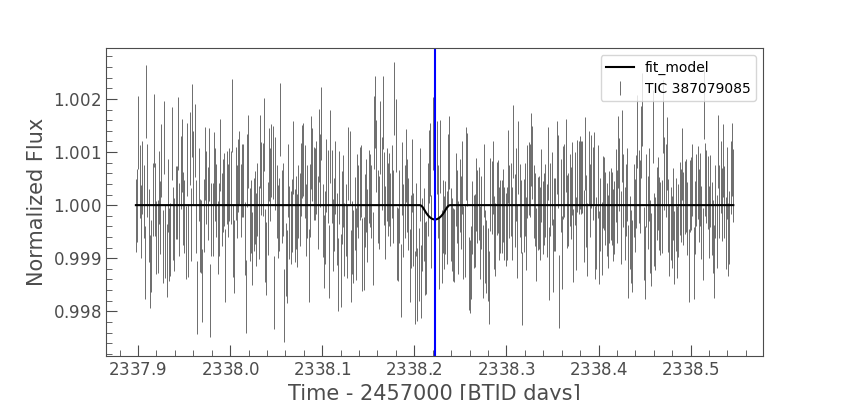 fit_model
TIC 387079085
1.002
1.001
1.000
0.999
0.998
Normalized Flux
2337.9 2338.0 2338.1 2338.2 2338.3 2338.4 2338.5
Time - 2457000 [BTJD days]